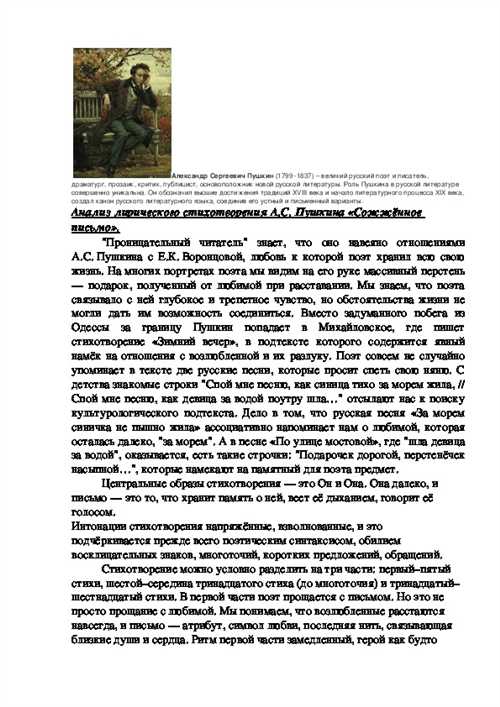 Александр Сергеевич Пушкин (1799 -1837) – великий русский поэт и писатель,
драматург, прозаик, критик, публицист, основоположник новой русской литературы. Роль Пушкина в русской литературе
совершенно уникальна. Он обозначил высшие достижения традиций XVIII века и начало литературного процесса XIX века,
создал канон русского литературного языка, соединив его устный и письменный варианты.
Анализ лирического стихотворения А.С. Пушкина «Сожжённое
письмо».
"Проницательный читатель" знает, что оно навеяно отношениями
А.С. Пушкина с Е.К. Воронцовой, любовь к которой поэт хранил всю свою
жизнь. На многих портретах поэта мы видим на его руке массивный перстень
— подарок, полученный от любимой при расставании. Мы знаем, что поэта
связывало с ней глубокое и трепетное чувство, но обстоятельства жизни не
могли дать им возможность соединиться. Вместо задуманного побега из
Одессы за границу Пушкин попадает в Михайловское, где пишет
стихотворение «Зимний вечер», в подтексте которого содержится явный
намёк на отношения с возлюбленной и их разлуку. Поэт совсем не случайно
упоминает в тексте две русские песни, которые просит спеть свою няню. С
детства знакомые строки "Спой мне песню, как синица тихо за морем жила, //
Спой мне песню, как девица за водой поутру шла…" отсылают нас к поиску
культурологического подтекста. Дело в том, что русская песня «За морем
синичка не пышно жила» ассоциативно напоминает нам о любимой, которая
осталась далеко, "за морем". А в песне «По улице мостовой», где "шла девица
за водой", оказывается, есть такие строчки: "Подарочек дорогой, перстенёчек
насыпной…", которые намекают на памятный для поэта предмет.
Центральные образы стихотворения — это Он и Она. Она далеко, и
письмо — это то, что хранит память о ней, веет её дыханием, говорит её
голосом.
Интонации стихотворения напряжённые, взволнованные, и это
подчёркивается прежде всего поэтическим синтаксисом, обилием
восклицательных знаков, многоточий, коротких предложений, обращений.
Стихотворение можно условно разделить на три части: первый–пятый
стихи, шестой–середина тринадцатого стиха (до многоточия) и тринадцатый–
шестнадцатый стихи. В первой части поэт прощается с письмом. Но это не
просто прощание с любимой. Мы понимаем, что возлюбленные расстаются
навсегда, и письмо — атрибут, символ любви, последняя нить, связывающая
близкие души и сердца. Ритм первой части замедленный, герой как будто